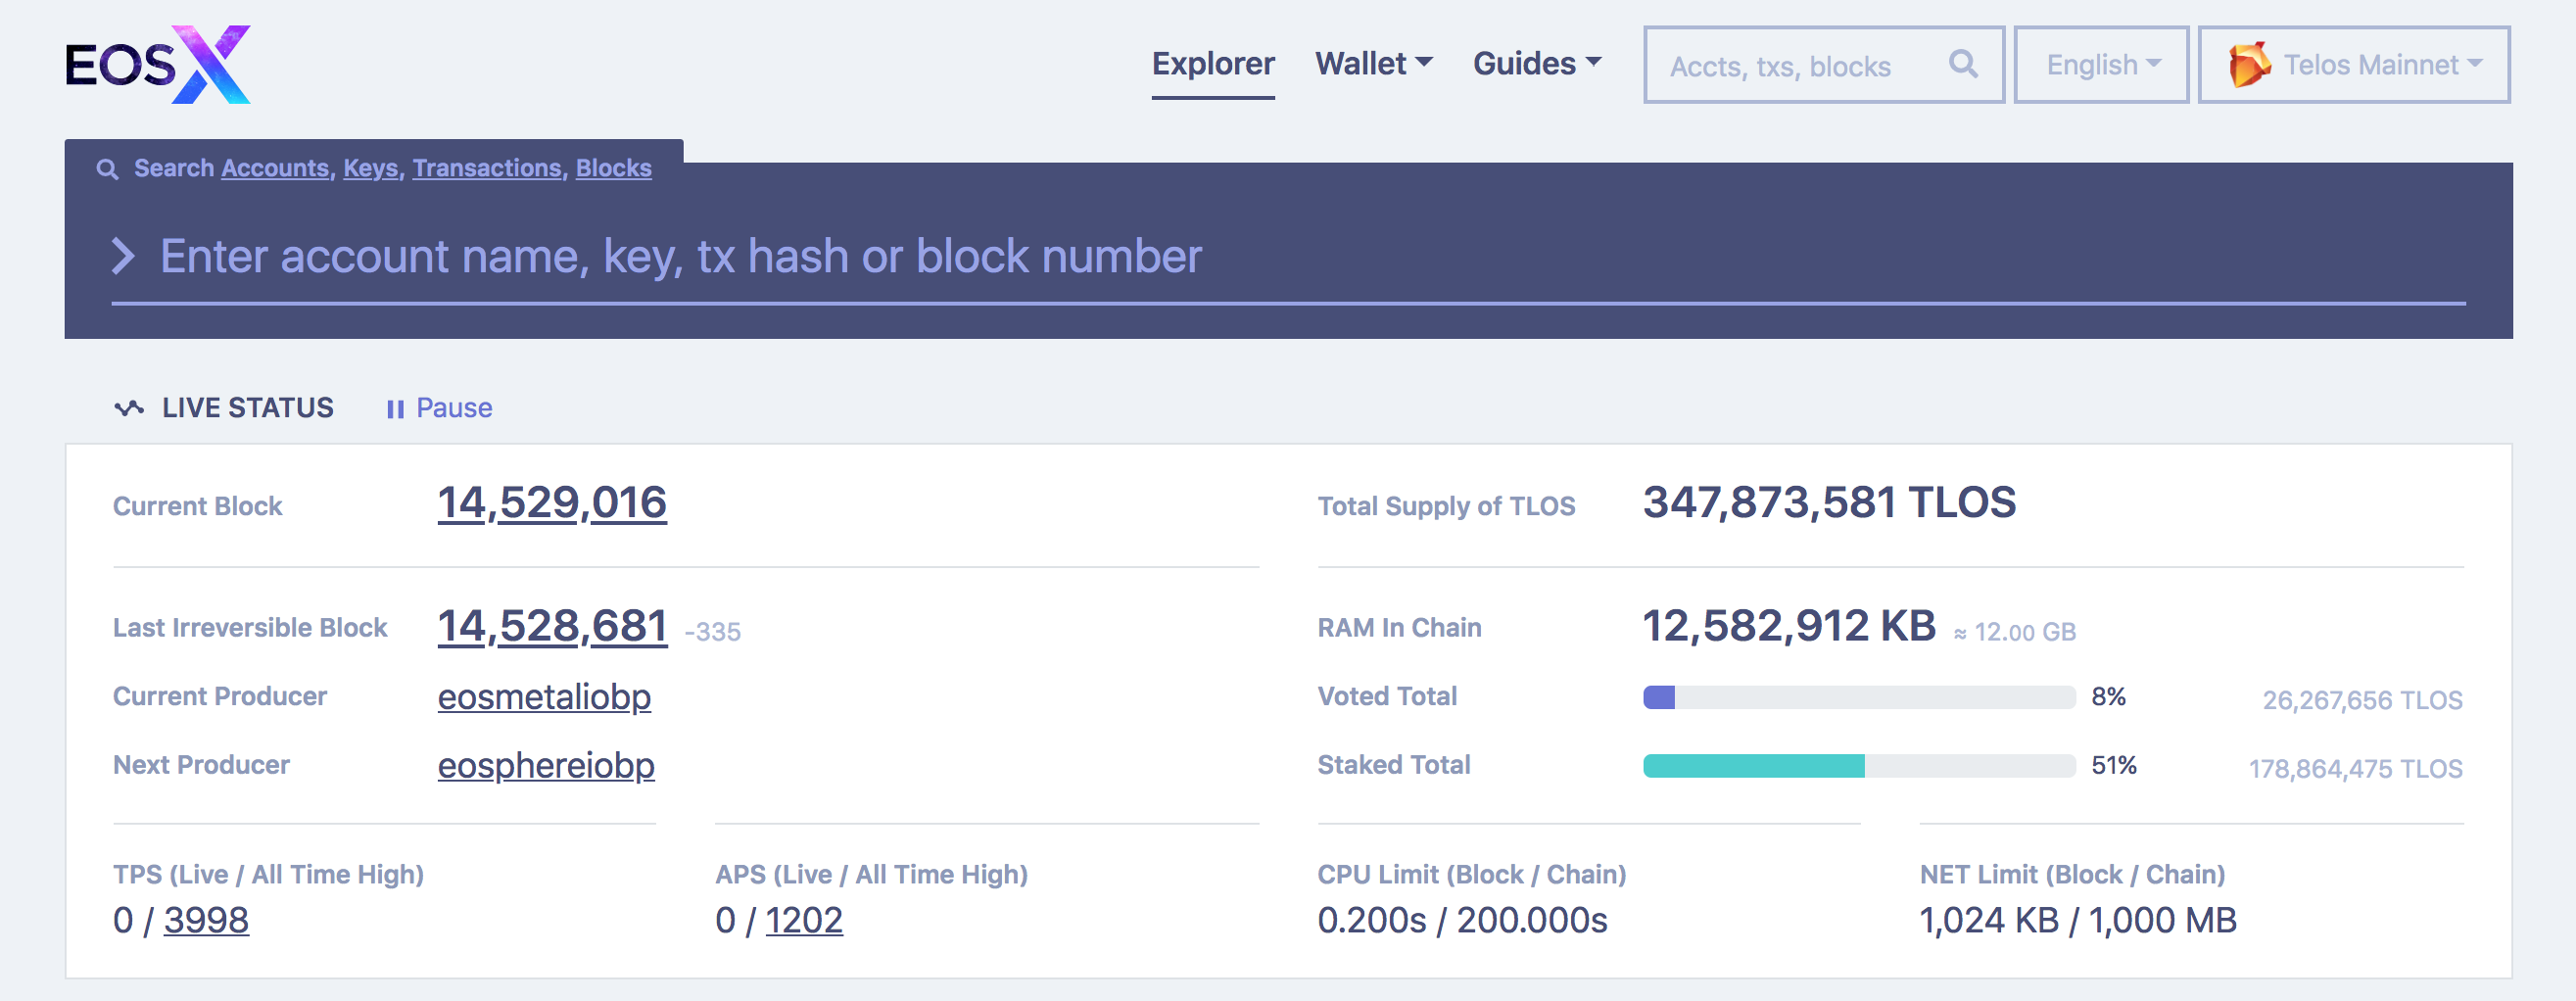 EOSX
Explorer Wallet Guides Accts, txs, blocks English Telos Mainnet
Search Accounts, Keys, Transactions, Blocks
Enter account name, key, tx hash or block number
LIVE STATUS Pause
Current Block 14,529,016
Total Supply of TLOS 347,873,581 TLOS
Last Irreversible Block 14,528,681 -335
RAM In Chain 12,582,912 KB ≈ 12.00 GB
Current Producer eosmetaliobp
Voted Total 8% 26,267,656 TLOS
Next Producer eosphereiobp
Staked Total 51% 178,864,475 TLOS
TPS (Live / All Time High)
0 / 3998
APS (Live / All Time High)
0 / 1202
CPU Limit (Block / Chain)
0.200s / 200.000s
NET Limit (Block / Chain)
1,024 KB / 1,000 MB